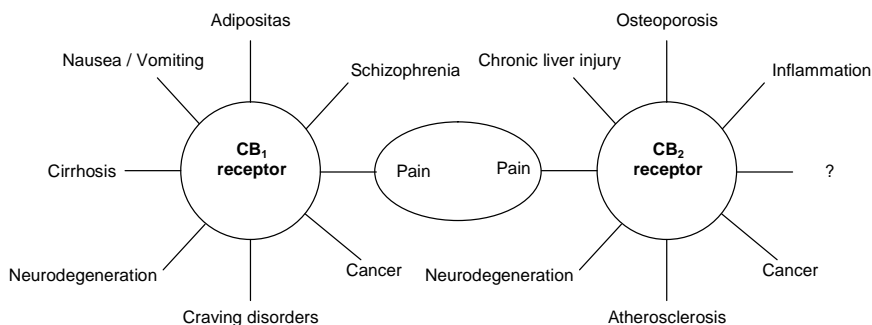 Adipositas
Nausea / Vomiting
Schizophrenia
CB₁
receptor
Cirrhosis
Pain
Neurodegeneration
Cancer
Craving disorders
Osteoporosis
Chronic liver injury
Inflammation
CB₂
receptor
Pain
?
Neurodegeneration
Cancer
Atherosclerosis